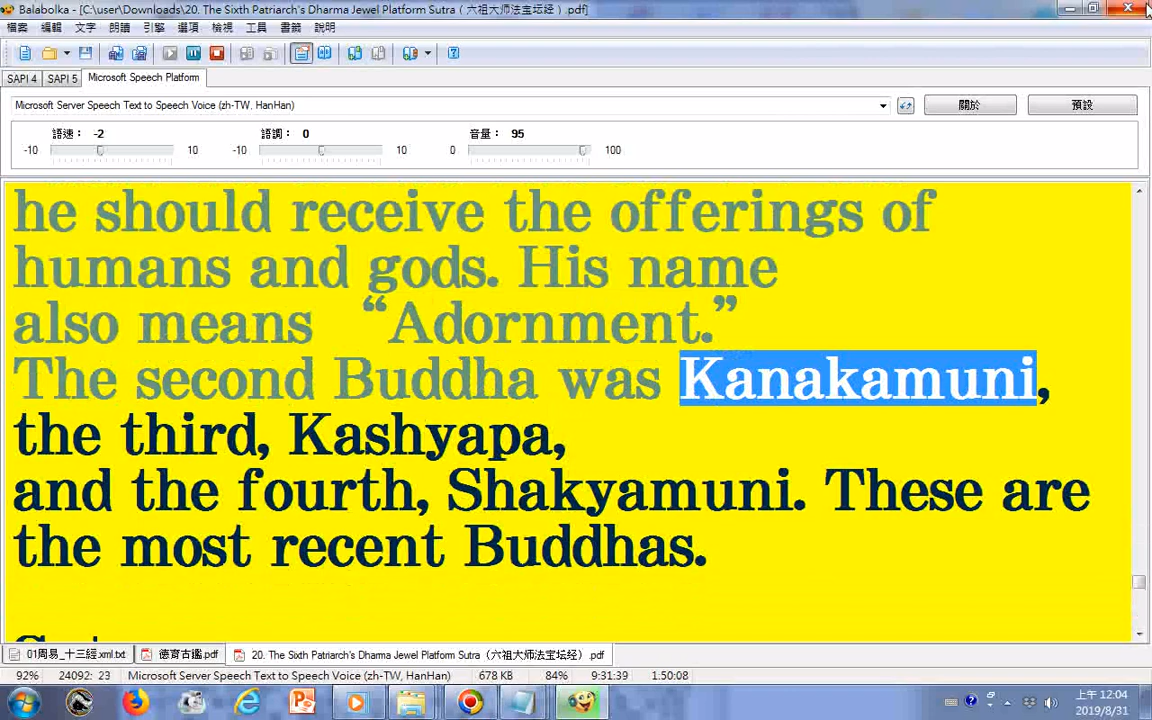 Balabolka - [C:\user\Downloads\20. The Sixth Patriarch's Dharma Jewel Platform Sutra（六祖大师法宝坛经）.pdf]
檔案 編輯 文字 朗讀 引擎 選項 檢視 工具 書籤 說明
SAPI 4 SAPI 5 Microsoft Speech Platform
Microsoft Server Speech Text to Speech Voice (zh-TW, HanHan) 關於 預設
語速： -2 語調： 0 音量： 95
-10 10 -10 10 0 100
he should receive the offerings of
humans and gods. His name
also means “Adornment.”
The second Buddha was Kanakamuni,
the third, Kashyapa,
and the fourth, Shakyamuni. These are
the most recent Buddhas.
01周易_十三經.xml.txt 德育古鑑.pdf 20. The Sixth Patriarch's Dharma Jewel Platform Sutra（六祖大师法宝坛经）.pdf
92% 24092: 23 Microsoft Server Speech Text to Speech Voice (zh-TW, HanHan) 678 KB 84% 9:31:39 1:50:08
上午 12:04
2019/8/31